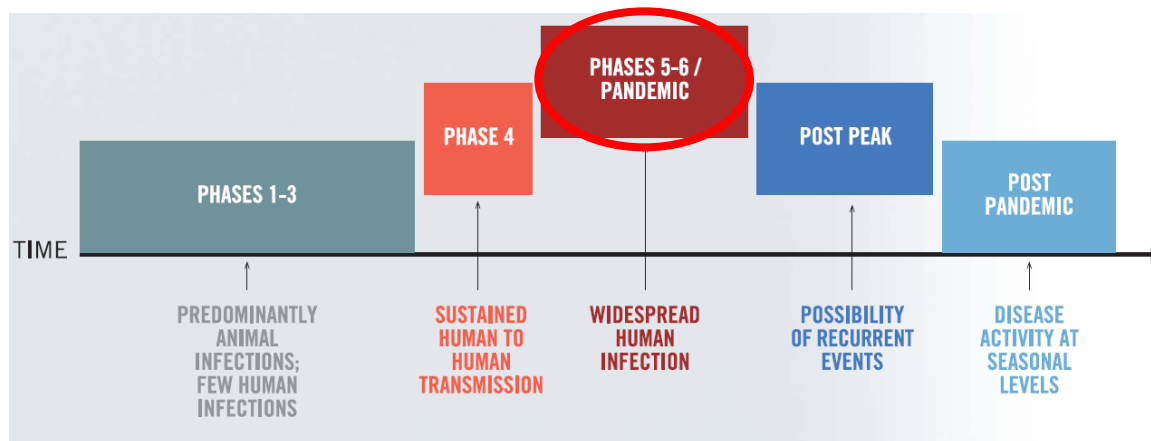 PHASES 5–6 /
PANDEMIC
PHASE 4
POST PEAK
PHASES 1–3
POST
PANDEMIC
TIME
PREDOMINANTLY
ANIMAL
INFECTIONS;
FEW HUMAN
INFECTIONS
SUSTAINED
HUMAN TO
HUMAN
TRANSMISSION
WIDESPREAD
HUMAN
INFECTION
POSSIBILITY
OF RECURRENT
EVENTS
DISEASE
ACTIVITY AT
SEASONAL
LEVELS